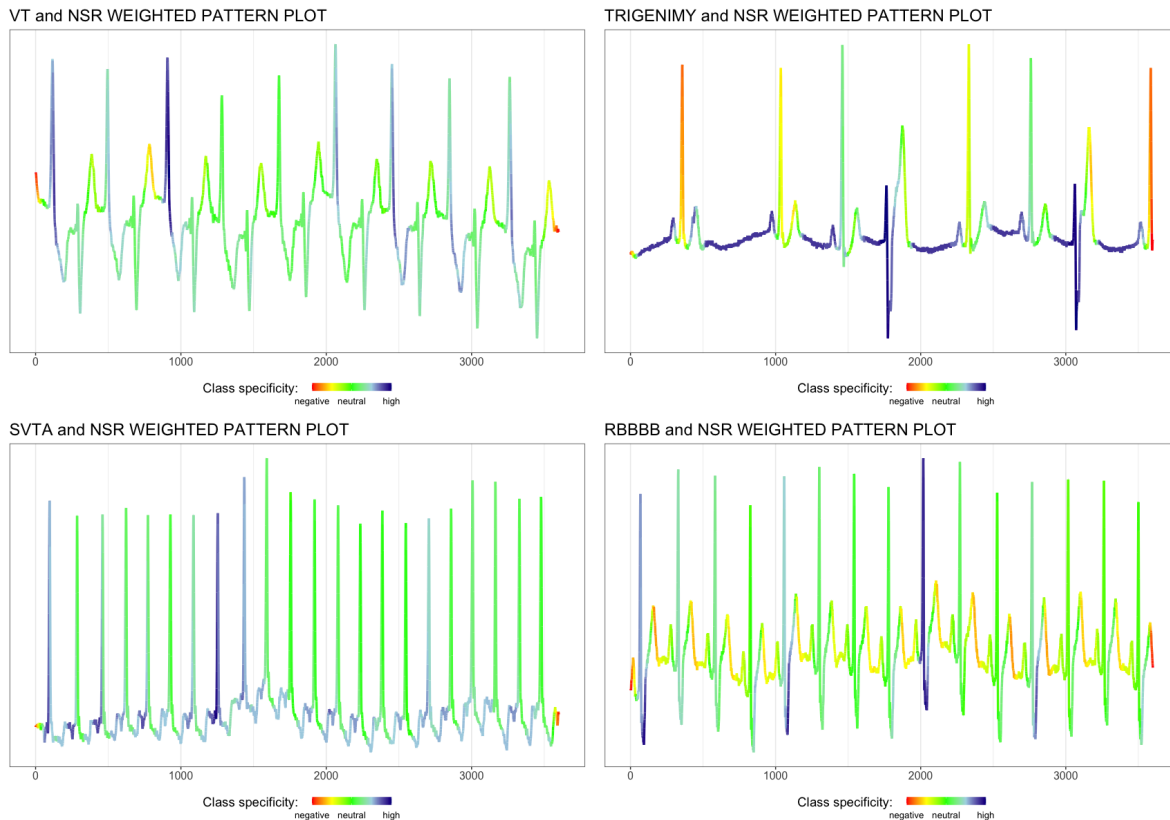 VT and NSR WEIGHTED PATTERN PLOT
0 1000 2000 3000
Class specificity:
negative neutral high
TRIGENIMY and NSR WEIGHTED PATTERN PLOT
0 1000 2000 3000
Class specificity:
negative neutral high
SVTA and NSR WEIGHTED PATTERN PLOT
0 1000 2000 3000
Class specificity:
negative neutral high
RBBBB and NSR WEIGHTED PATTERN PLOT
0 1000 2000 3000
Class specificity:
negative neutral high